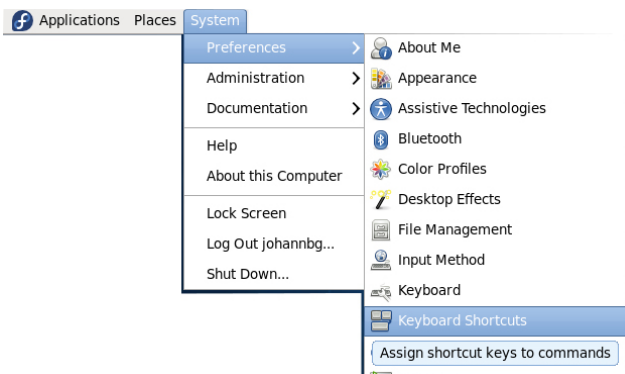 Applications Places System
Preferences
Administration
Documentation
Help
About this Computer
Lock Screen
Log Out johannbg...
Shut Down...
About Me
Appearance
Assistive Technologies
Bluetooth
Color Profiles
Desktop Effects
File Management
Input Method
Keyboard
Keyboard Shortcuts
Assign shortcut keys to commands